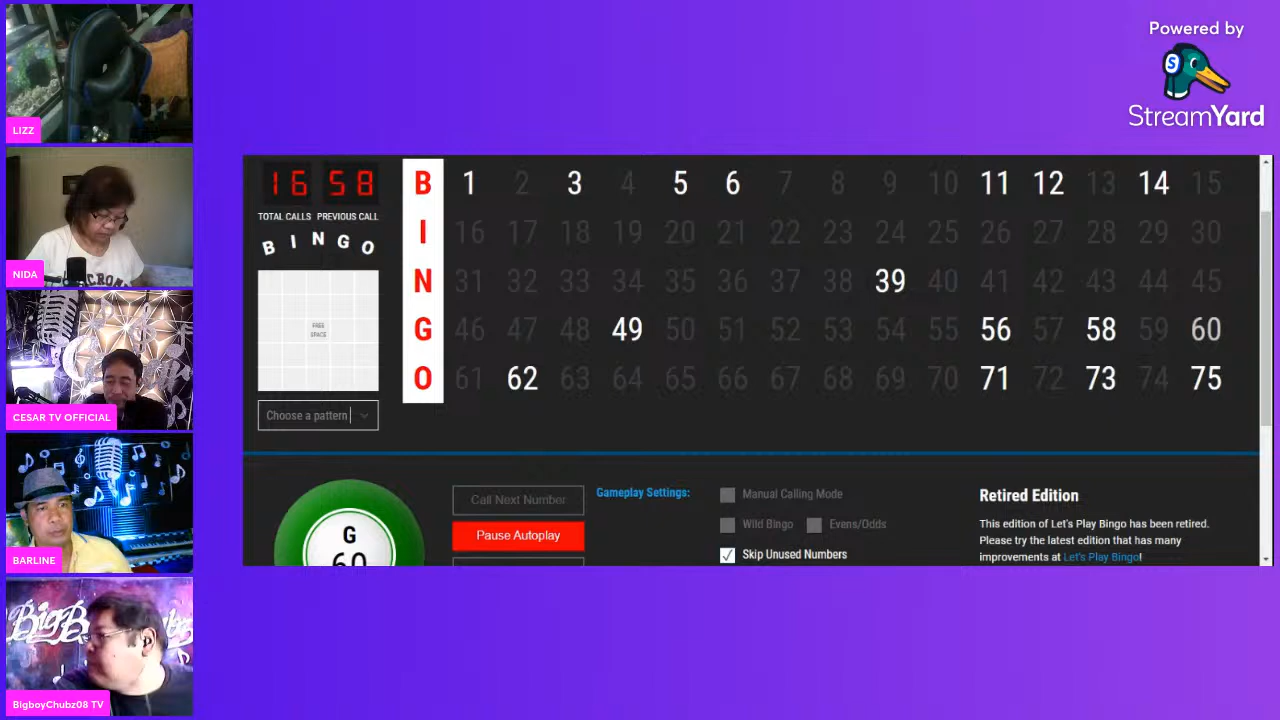 LIZZ
NIDA
CESAR TV OFFICIAL
BARLINE
BigB
BigboyChubz08 TV
Powered by
StreamYard
16 58
TOTAL CALLS PREVIOUS CALL
B I N G O
FREE
SPACE
Choose a pattern
B 1 2 3 4 5 6 7 8 9 10 11 12 13 14 15
I 16 17 18 19 20 21 22 23 24 25 26 27 28 29 30
N 31 32 33 34 35 36 37 38 39 40 41 42 43 44 45
G 46 47 48 49 50 51 52 53 54 55 56 57 58 59 60
O 61 62 63 64 65 66 67 68 69 70 71 72 73 74 75
G
60
Call Next Number
Pause Autoplay
Gameplay Settings:
Manual Calling Mode
Wild Bingo Evens/Odds
Skip Unused Numbers
Retired Edition
This edition of Let's Play Bingo has been retired.
Please try the latest edition that has many
improvements at Let's Play Bingo!